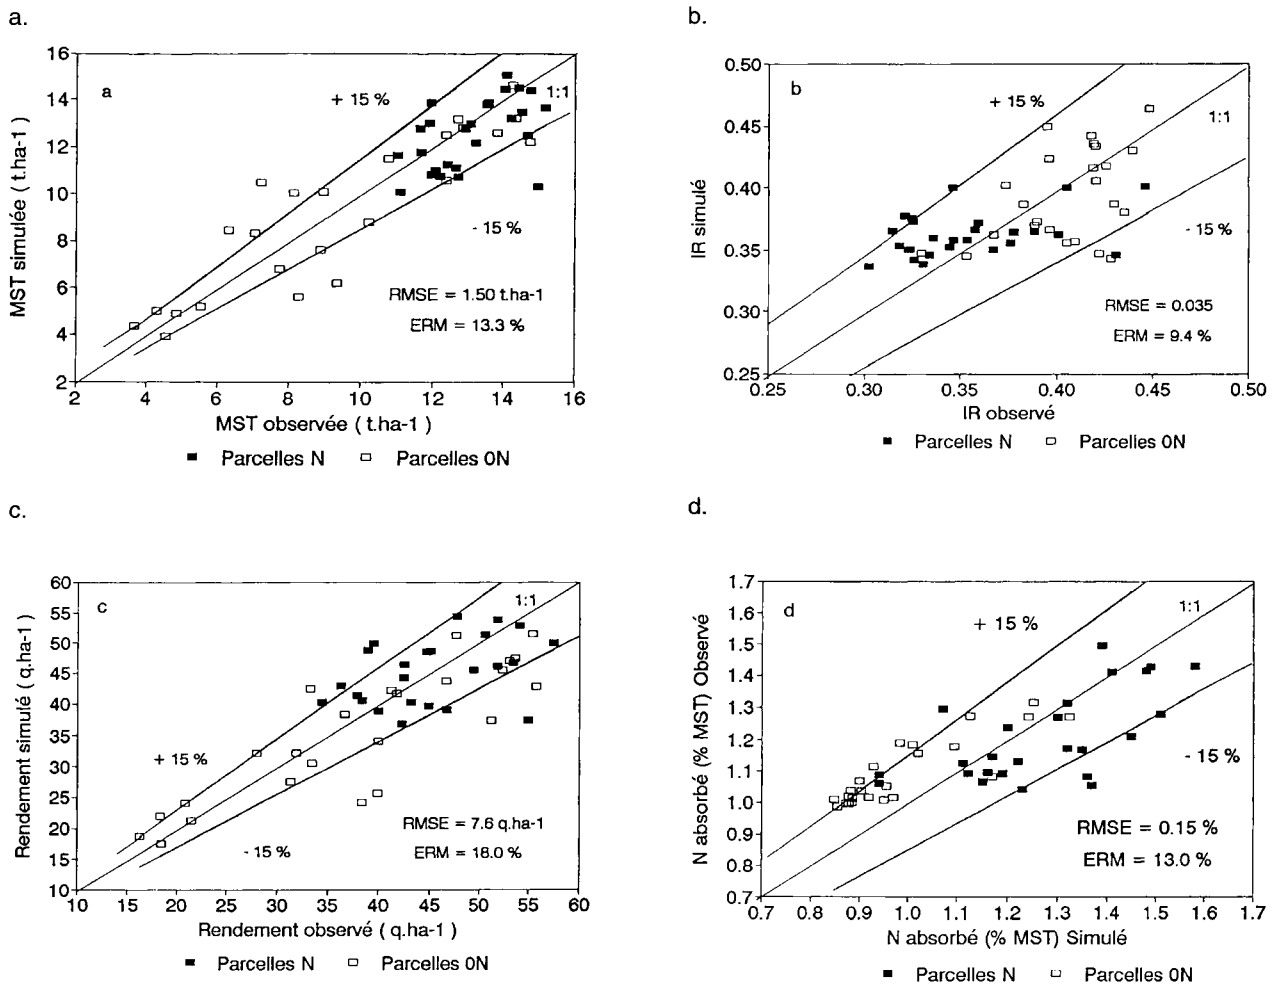 a.
16
14
12
10
8
6
4
2
MST simulée ( t.ha-1 )
a
+ 15 %
1:1
- 15 %
RMSE = 1.50 t.ha-1
ERM = 13.3 %
2 4 6 8 10 12 14 16
MST observée ( t.ha-1 )
Parcelles N Parcelles 0N
b.
0.50
0.45
0.40
0.35
0.30
0.25
IR simulé
b
+ 15 %
1:1
- 15 %
RMSE = 0.035
ERM = 9.4 %
0.25 0.30 0.35 0.40 0.45 0.50
IR observé
Parcelles N Parcelles 0N
c.
60
55
50
45
40
35
30
25
20
15
10
Rendement simulé ( q.ha-1 )
c
1:1
+ 15 %
- 15 %
RMSE = 7.6 q.ha-1
ERM = 18.0 %
10 15 20 25 30 35 40 45 50 55 60
Rendement observé ( q.ha-1 )
Parcelles N Parcelles 0N
d.
1.7
1.6
1.5
1.4
1.3
1.2
1.1
1.0
0.9
0.8
0.7
N absorbé (% MST) Observé
d
+ 15 %
1:1
- 15 %
RMSE = 0.15 %
ERM = 13.0 %
0.7 0.8 0.9 1.0 1.1 1.2 1.3 1.4 1.5 1.6 1.7
N absorbé (% MST) Simulé
Parcelles N Parcelles 0N